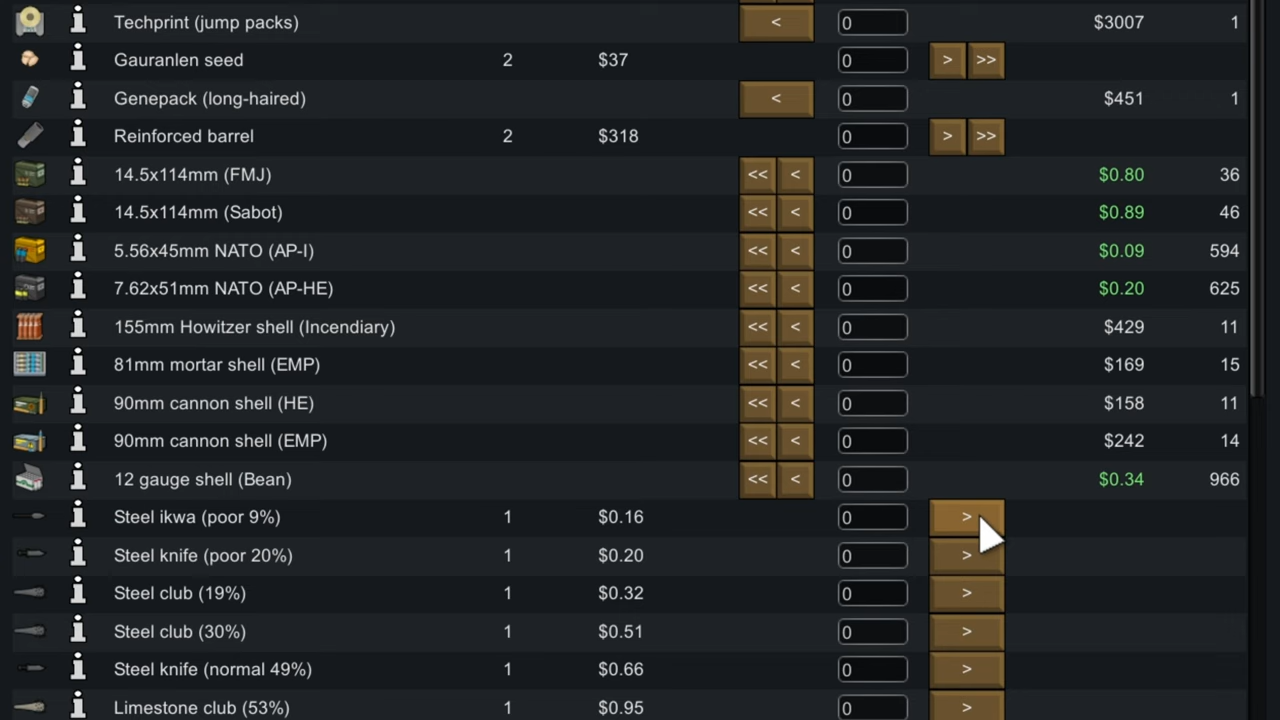 Techprint (jump packs) < 0 $3007 1
Gauranlen seed 2 $37 0 > >>
Genepack (long-haired) < 0 $451 1
Reinforced barrel 2 $318 0 > >>
14.5x114mm (FMJ) << < 0 $0.80 36
14.5x114mm (Sabot) << < 0 $0.89 46
5.56x45mm NATO (AP-I) << < 0 $0.09 594
7.62x51mm NATO (AP-HE) << < 0 $0.20 625
155mm Howitzer shell (Incendiary) << < 0 $429 11
81mm mortar shell (EMP) << < 0 $169 15
90mm cannon shell (HE) << < 0 $158 11
90mm cannon shell (EMP) << < 0 $242 14
12 gauge shell (Bean) << < 0 $0.34 966
Steel ikwa (poor 9%) 1 $0.16 0 >
Steel knife (poor 20%) 1 $0.20 0 >
Steel club (19%) 1 $0.32 0 >
Steel club (30%) 1 $0.51 0 >
Steel knife (normal 49%) 1 $0.66 0 >
Limestone club (53%) 1 $0.95 0 >